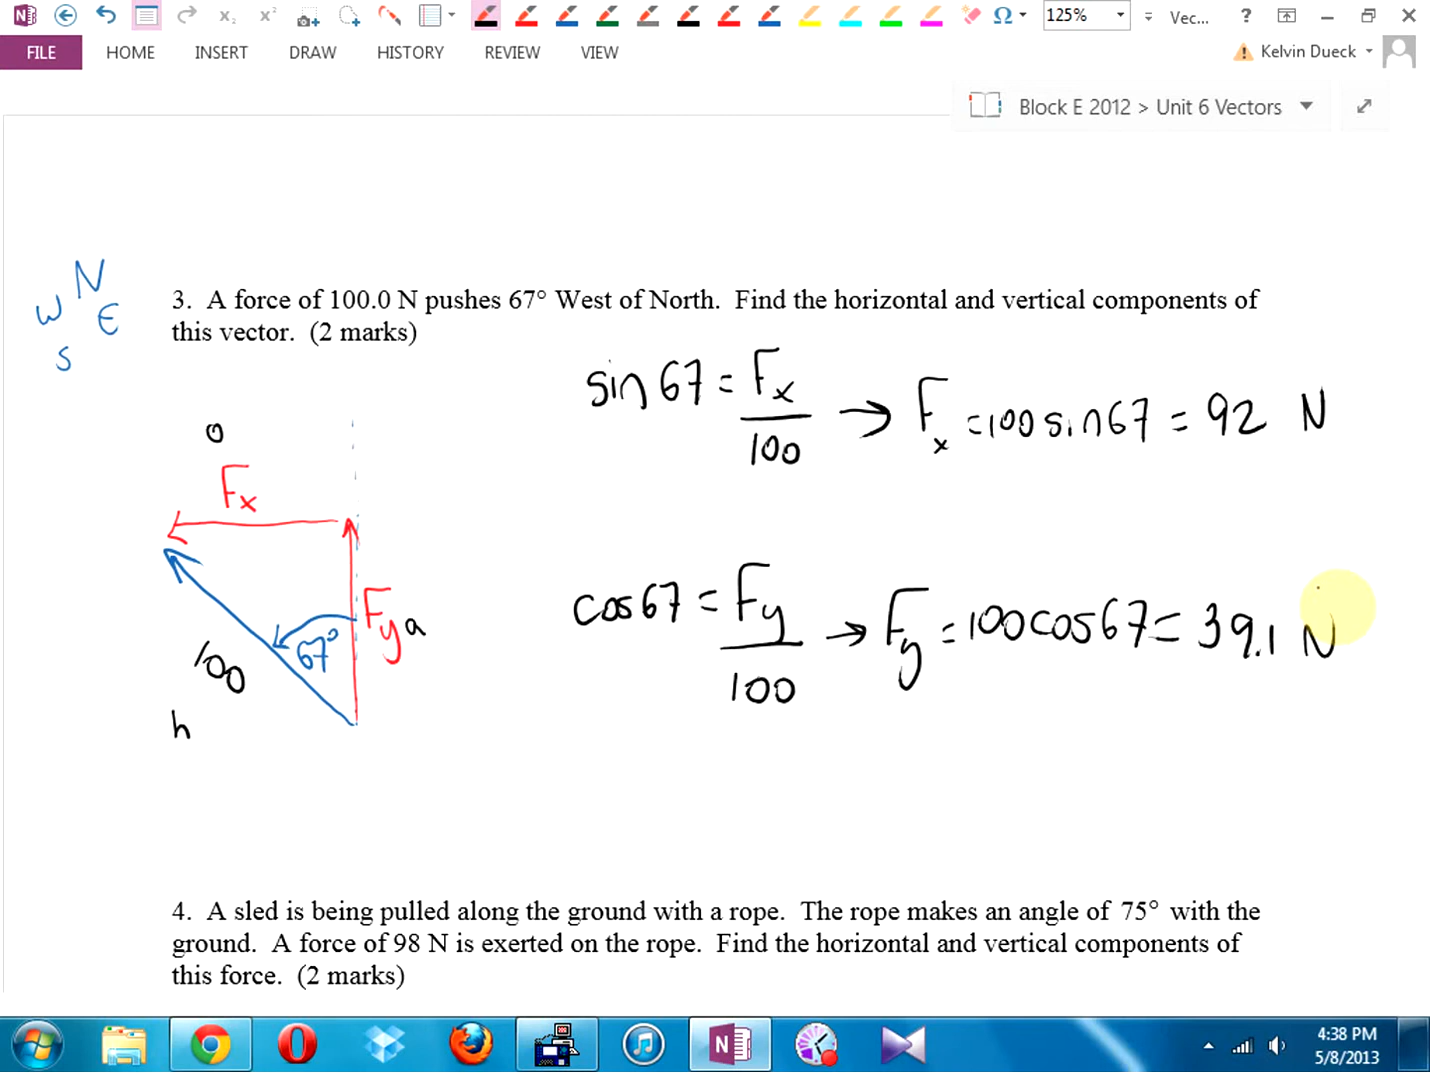 125%
Vec...
?
FILE HOME INSERT DRAW HISTORY REVIEW VIEW
Kelvin Dueck
Block E 2012 > Unit 6 Vectors
N
W E
S
3. A force of 100.0 N pushes 67° West of North. Find the horizontal and vertical components of
this vector. (2 marks)
sin 67 = Fx/100 → Fx = 100 sin 67 = 92 N
o
Fx
cos 67 = Fy/100 → Fy = 100 cos 67 = 39.1 N
Fy a
67°
100
h
4. A sled is being pulled along the ground with a rope. The rope makes an angle of 75° with the
ground. A force of 98 N is exerted on the rope. Find the horizontal and vertical components of
this force. (2 marks)
4:38 PM
5/8/2013